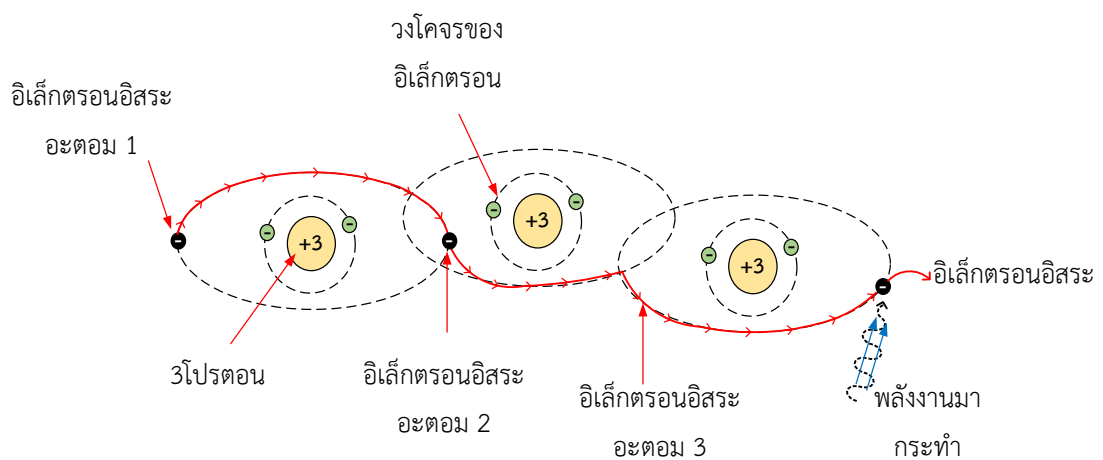 วงโคจรของ
อิเล็กตรอน
อิเล็กตรอนอิสระ
อะตอม 1
+3
+3
+3
อิเล็กตรอนอิสระ
3โปรตอน
อิเล็กตรอนอิสระ
อะตอม 2
อิเล็กตรอนอิสระ
อะตอม 3
พลังงานมา
กระทำ